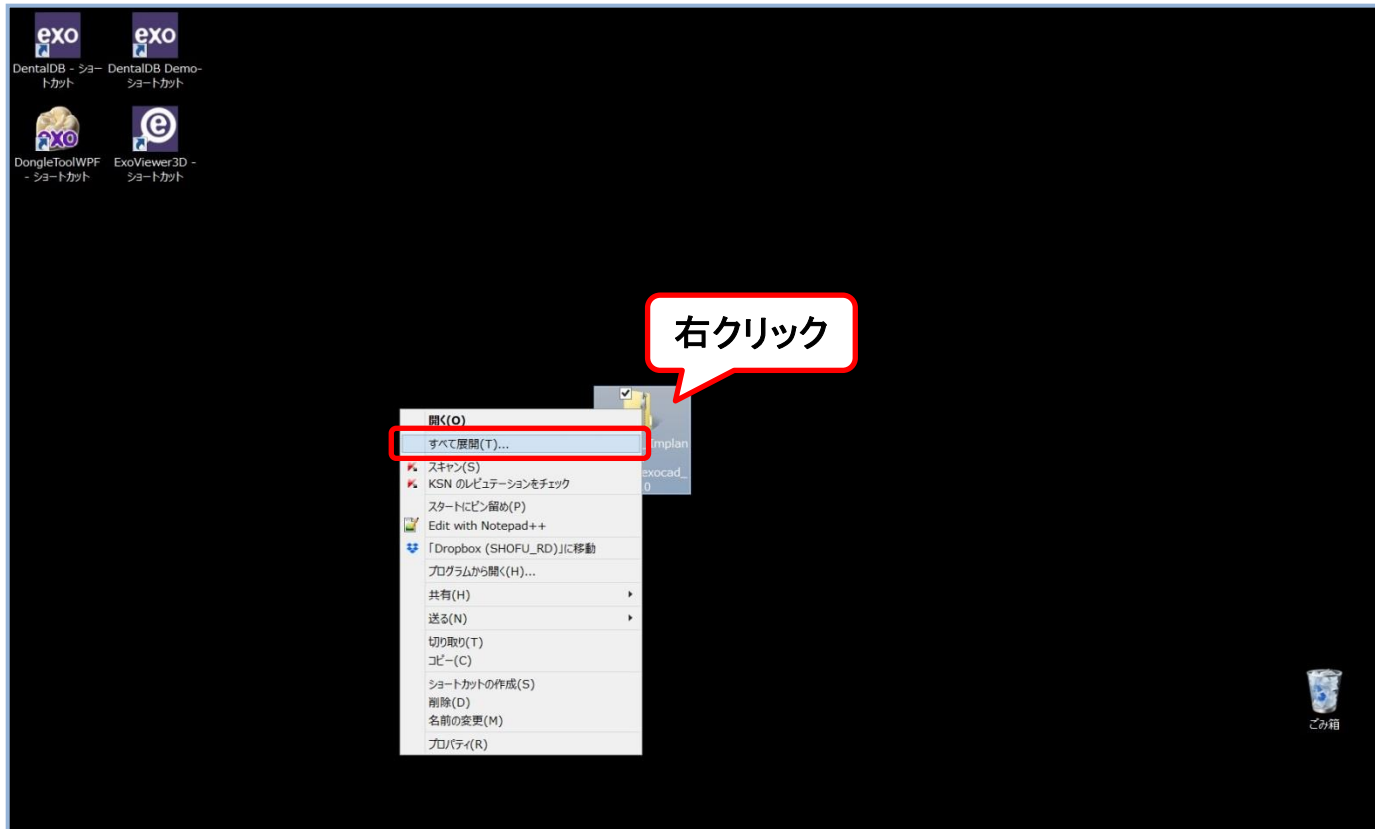 exo
exo
DentalDB - ショー
トカット
DentalDB Demo-
ショートカット
exo
e
DongleToolWPF
- ショートカット
ExoViewer3D -
ショートカット
右クリック
開く(O)
すべて展開(T)...
スキャン(S)
KSN のレピュテーションをチェック
スタートにピン留め(P)
Edit with Notepad++
「Dropbox (SHOFU_RD)」に移動
プログラムから開く(H)...
共有(H)
送る(N)
切り取り(T)
コピー(C)
ショートカットの作成(S)
削除(D)
名前の変更(M)
プロパティ(R)
_Implan
exocad_
0
ごみ箱